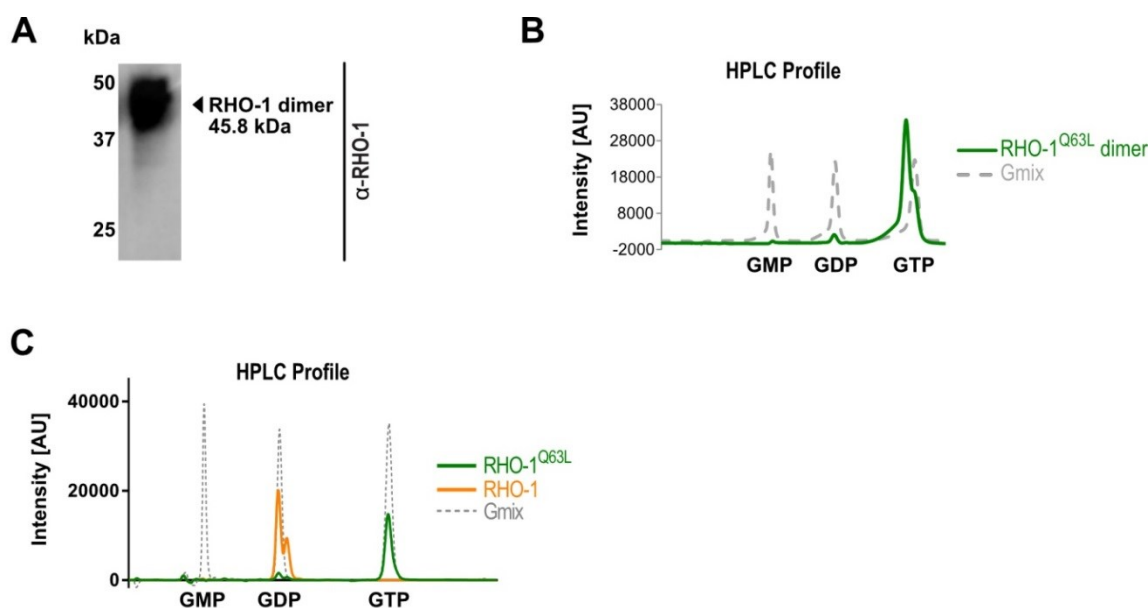 A
kDa
50
37
25
RHO-1 dimer
45.8 kDa
α-RHO-1
B
HPLC Profile
Intensity [AU]
38000
28000
18000
8000
-2000
GMP GDP GTP
RHO-1Q63L dimer
Gmix
C
HPLC Profile
Intensity [AU]
40000
20000
0
GMP GDP GTP
RHO-1Q63L
RHO-1
Gmix